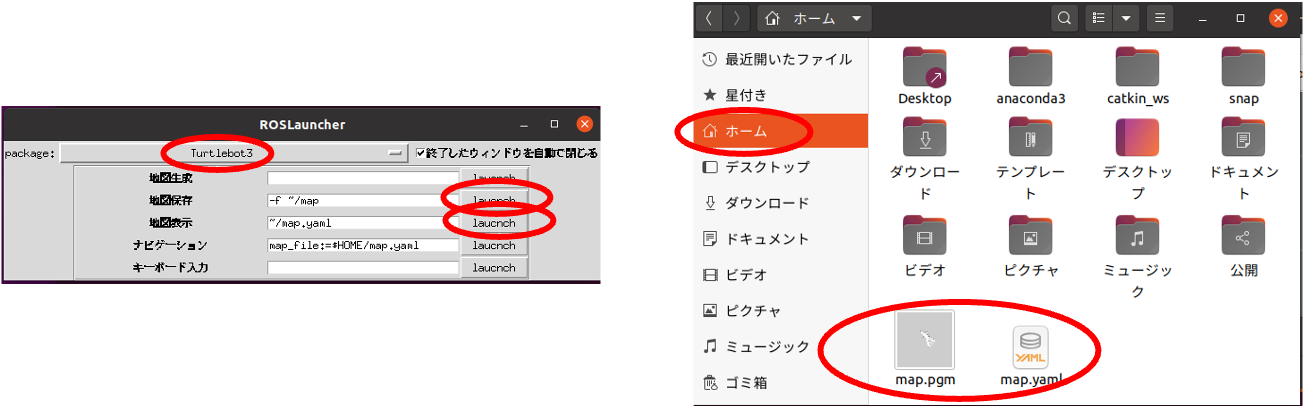 ROSLauncher
package: Turtlebot3 終了したウィンドウを自動で閉じる
地図生成 laucnch
地図保存 -f ~/map laucnch
地図表示 ~/map.yaml laucnch
ナビゲーション map_file:=$HOME/map.yaml laucnch
キーボード入力 laucnch
ホーム
最近開いたファイル
星付き
ホーム
デスクトップ
ダウンロード
ドキュメント
ビデオ
ピクチャ
ミュージック
ゴミ箱
Desktop anaconda3 catkin_ws snap
ダウンロー
ド
テンプレー
ト
デスクトッ
プ
ドキュメン
ト
ビデオ ピクチャ
ミュージッ
ク
公開
YAML
map.pgm map.yaml